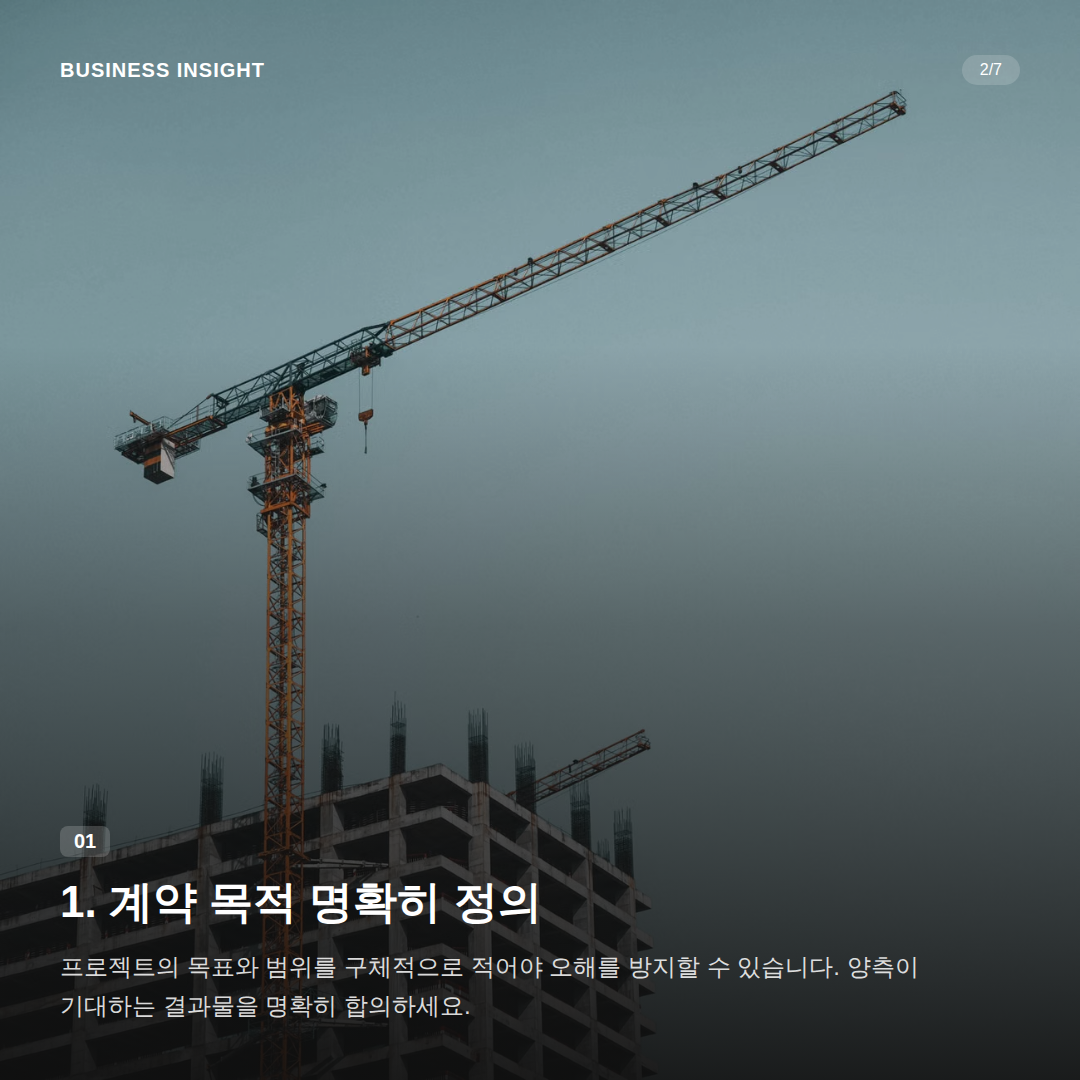 BUSINESS INSIGHT
2/7
01
1. 계약 목적 명확히 정의
프로젝트의 목표와 범위를 구체적으로 적어야 오해를 방지할 수 있습니다. 양측이
기대하는 결과물을 명확히 합의하세요.